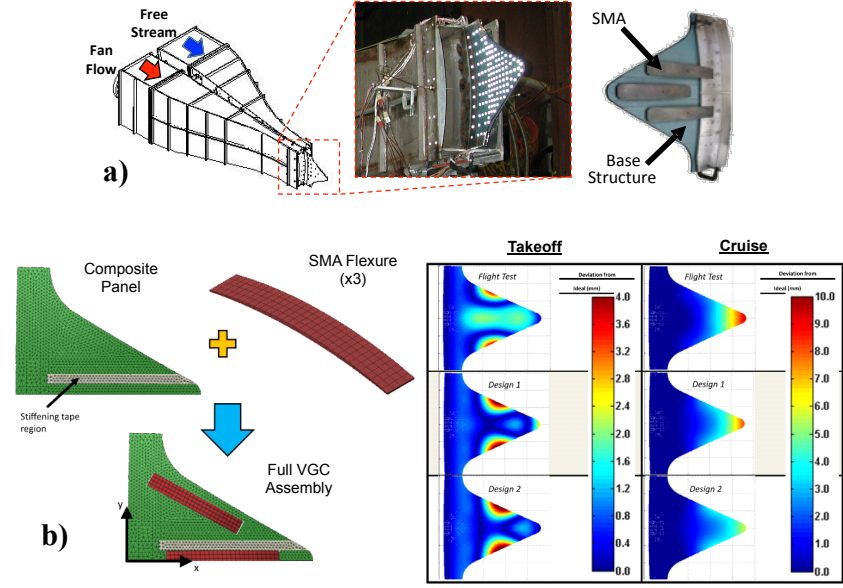 Free
Stream
Fan
Flow
SMA
Base
Structure
a)
Composite
Panel
SMA Flexure
(x3)
Stiffening tape
region
Full VGC
Assembly
y
x
b)
Takeoff
Cruise
Flight Test
Deviation from
Ideal (mm)
4.0
3.6
3.2
2.8
2.4
2.0
1.6
1.2
0.8
0.4
0.0
Design 1
Design 2
Flight Test
Deviation from
Ideal (mm)
10.0
9.0
8.0
7.0
6.0
5.0
4.0
3.0
2.0
1.0
0.0
Design 1
Design 2